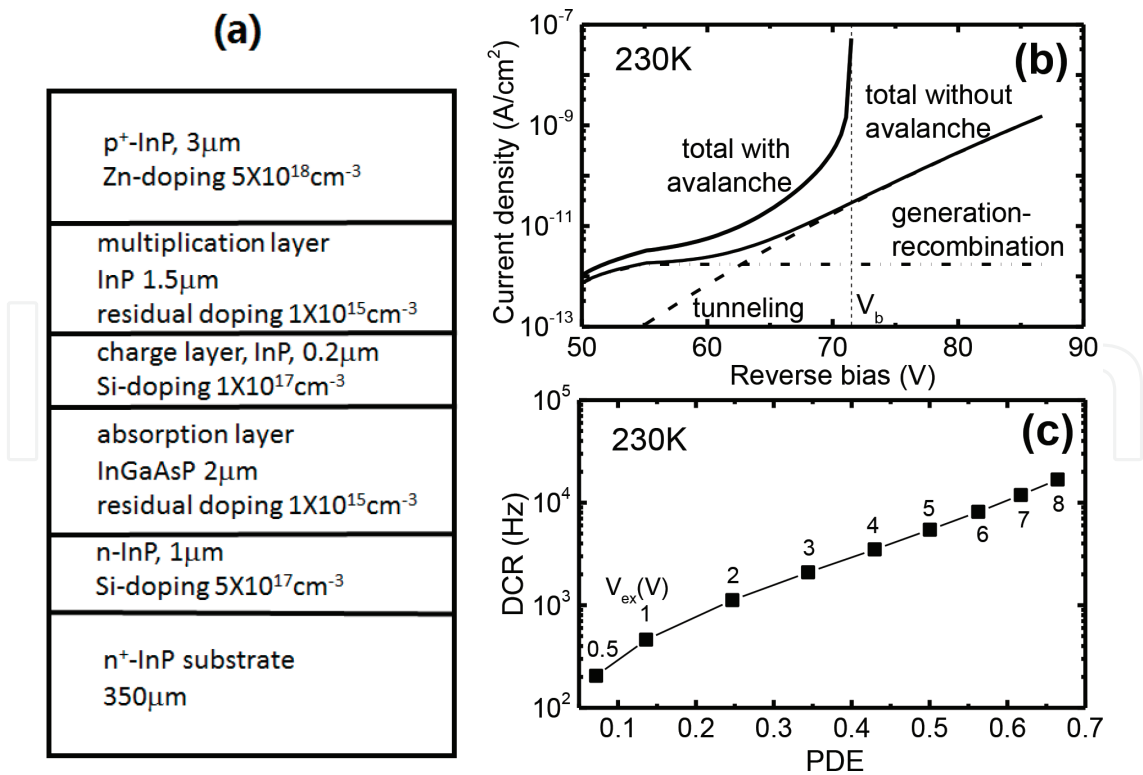 (a)
p⁺-InP, 3μm
Zn-doping 5X10¹⁸cm⁻³
multiplication layer
InP 1.5μm
residual doping 1X10¹⁵cm⁻³
charge layer, InP, 0.2μm
Si-doping 1X10¹⁷cm⁻³
absorption layer
InGaAsP 2μm
residual doping 1X10¹⁵cm⁻³
n-InP, 1μm
Si-doping 5X10¹⁷cm⁻³
n⁺-InP substrate
350μm
(b)
230K
Current density (A/cm²)
10⁻⁷
10⁻⁹
10⁻¹¹
10⁻¹³
total with
avalanche
total without
avalanche
generation-
recombination
tunneling
V_b
50 60 70 80 90
Reverse bias (V)
(c)
230K
DCR (Hz)
10⁵
10⁴
10³
10²
V_ex(V)
0.5
1
2
3
4
5
6
7
8
0.1 0.2 0.3 0.4 0.5 0.6 0.7
PDE